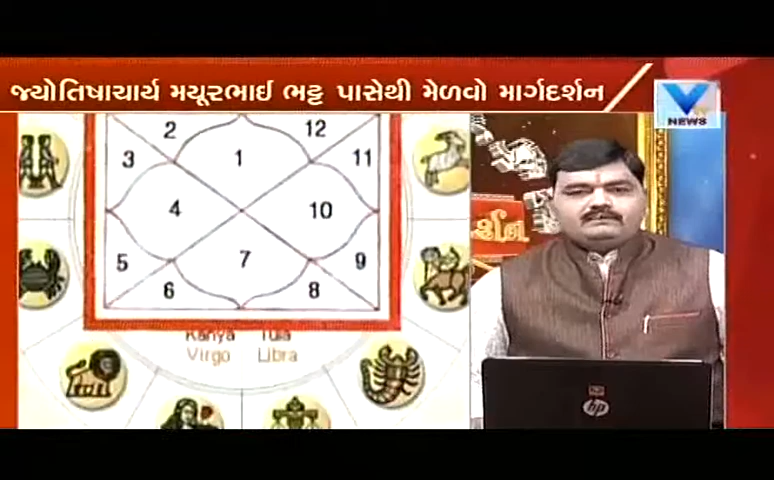 જ્યોતિષાચાર્ય મયૂરભાઈ ભટ્ટ પાસેથી મેળવો માર્ગદર્શન
V
NEWS
2 12
3 1 11
4 10
5 7 9
6 8
ર્શન
Kanya Tula
Virgo Libra
hp